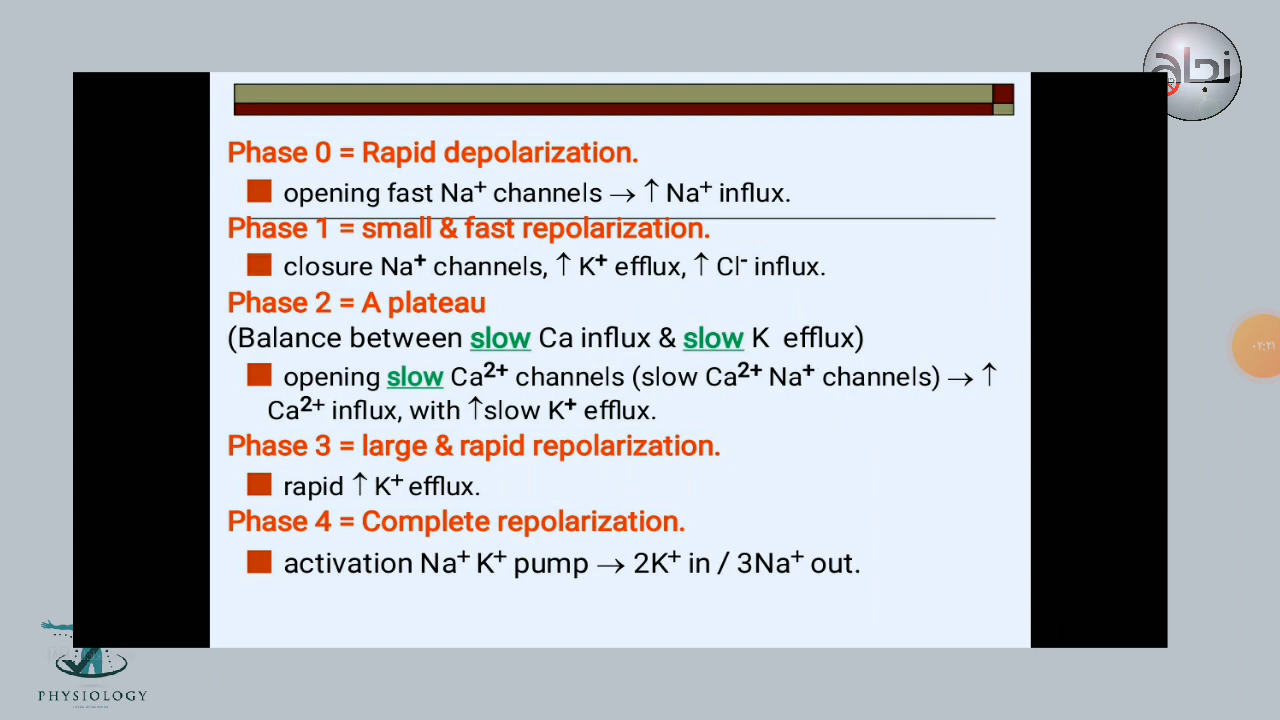 نجاح
Phase 0 = Rapid depolarization.
opening fast Na⁺ channels → ↑ Na⁺ influx.
Phase 1 = small & fast repolarization.
closure Na⁺ channels, ↑ K⁺ efflux, ↑ Cl⁻ influx.
Phase 2 = A plateau
(Balance between slow Ca influx & slow K efflux)
opening slow Ca²⁺ channels (slow Ca²⁺ Na⁺ channels) → ↑
Ca²⁺ influx, with ↑slow K⁺ efflux.
Phase 3 = large & rapid repolarization.
rapid ↑ K⁺ efflux.
Phase 4 = Complete repolarization.
activation Na⁺ K⁺ pump → 2K⁺ in / 3Na⁺ out.
٠٢:٢١
PHYSIOLOGY